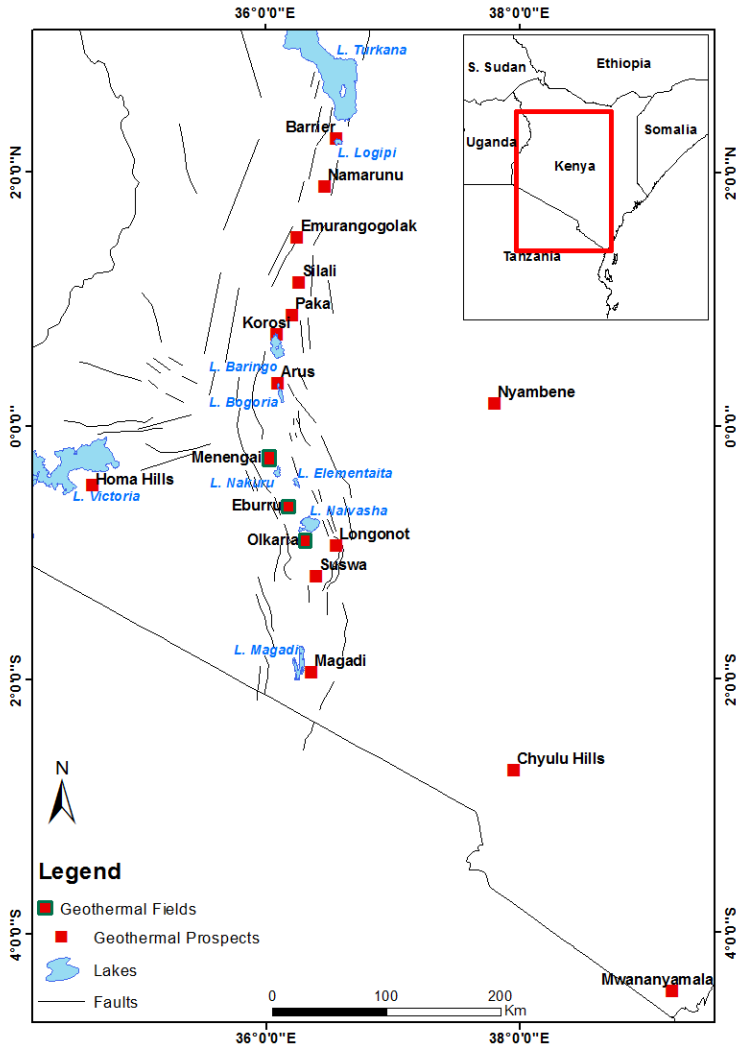 36°0'0"E
38°0'0"E
L. Turkana
S. Sudan
Ethiopia
Uganda
Somalia
Kenya
Tanzania
Barrier
L. Logipi
2°0'0"N
2°0'0"N
Namarunu
Emurangogolak
Silali
Paka
Korosi
L. Baringo
Arus
L. Bogoria
Nyambene
0°0'0"
0°0'0"
Menengai
L. Elementaita
L. Nakuru
Homa Hills
L. Victoria
Eburru
L. Naivasha
Olkaria
Longonot
Suswa
L. Magadi
Magadi
2°0'0"S
2°0'0"S
Chyulu Hills
N
Legend
Geothermal Fields
Geothermal Prospects
Lakes
Faults
4°0'0"S
4°0'0"S
Mwananyamala
0 100 200
Km
36°0'0"E
38°0'0"E